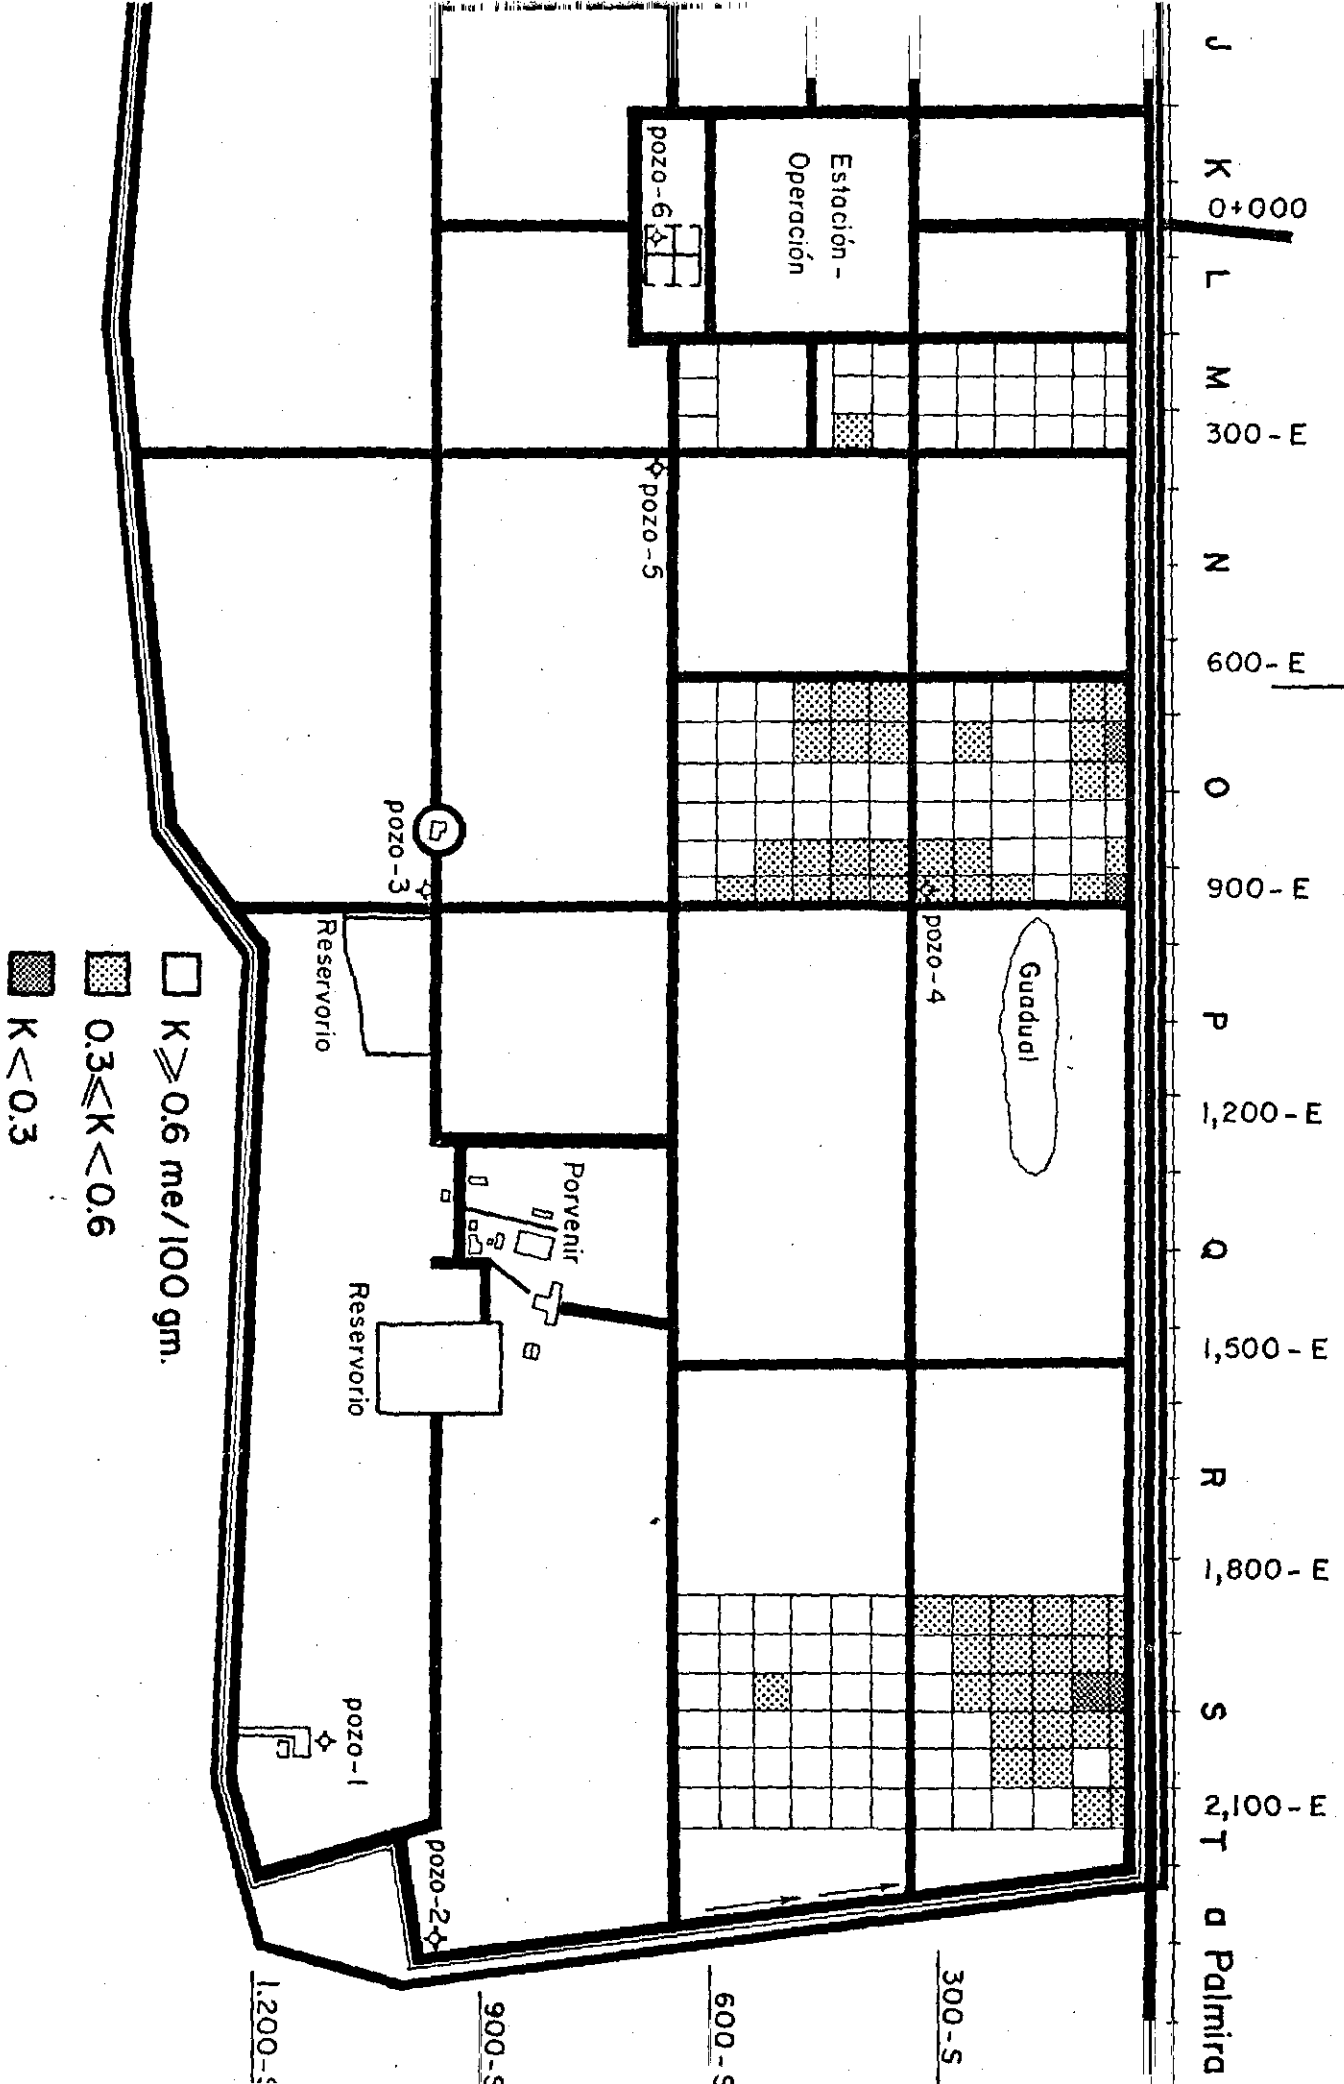 J
K
0+000
L
M
300-E
N
600-E
O
900-E
P
1,200-E
Q
1,500-E
R
1,800-E
S
2,100-E
T
a Palmira
Estación-
Operación
pozo-6
pozo-5
pozo-4
Guadual
pozo-3
Reservorio
Porvenir
Reservorio
pozo-1
pozo-2
300-S
600-S
900-S
1,200-S
K⩾0.6 me/100 gm.
0.3⩽K<0.6
K<0.3